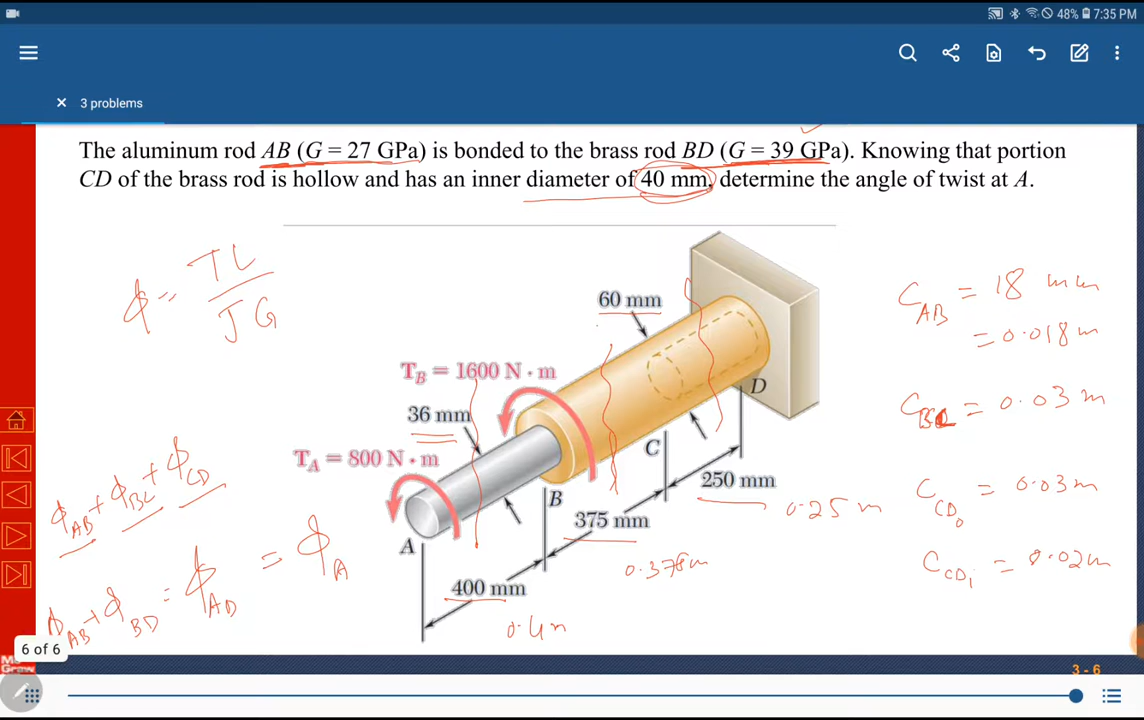 48% 7:35 PM
3 problems
The aluminum rod AB (G = 27 GPa) is bonded to the brass rod BD (G = 39 GPa). Knowing that portion
CD of the brass rod is hollow and has an inner diameter of 40 mm, determine the angle of twist at A.
ϕ = TL / JG
60 mm
C_AB = 18 mm
= 0.018 m
T_B = 1600 N · m
D
36 mm
C_BC = 0.03 m
T_A = 800 N · m
C
250 mm
0.25 m
B
375 mm
0.375m
C_CD_o = 0.03 m
C_CD_i = 0.02 m
A
400 mm
0.4m
ϕ_AB + ϕ_BC + ϕ_CD
ϕ_AB + ϕ_BD = ϕ_AD = ϕ_A
6 of 6
3 - 6